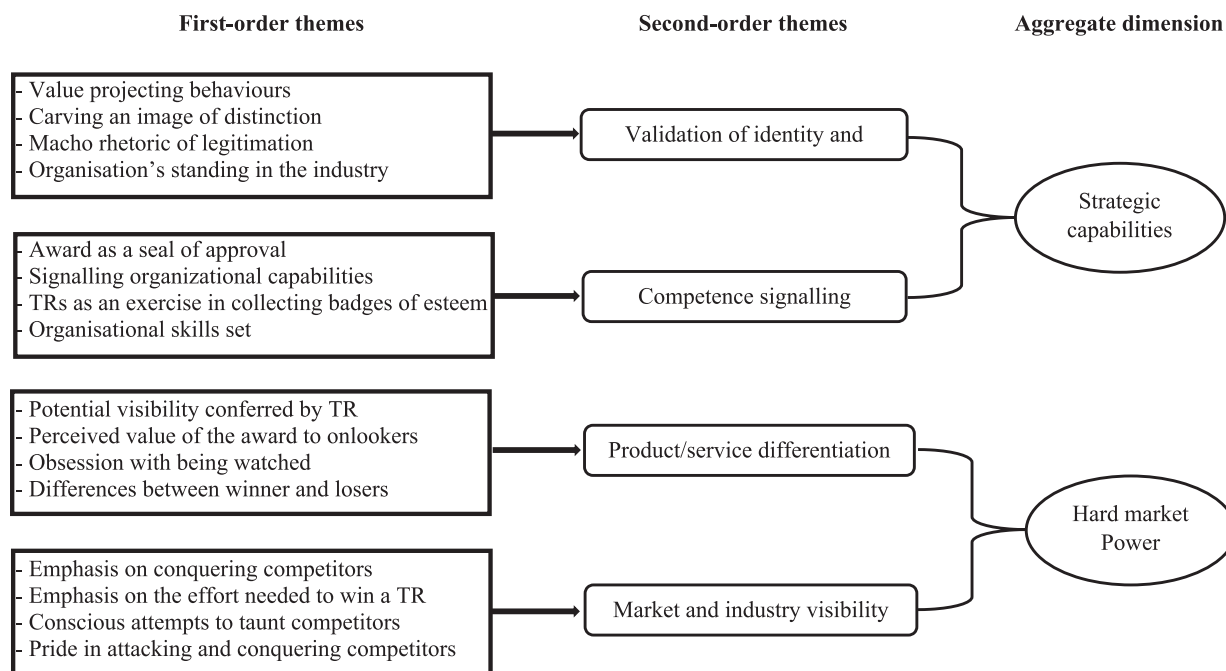 First-order themes
Second-order themes
Aggregate dimension
- Value projecting behaviours
- Carving an image of distinction
- Macho rhetoric of legitimation
- Organisation's standing in the industry
Validation of identity and
- Award as a seal of approval
- Signalling organizational capabilities
- TRs as an exercise in collecting badges of esteem
- Organisational skills set
Competence signalling
Strategic
capabilities
- Potential visibility conferred by TR
- Perceived value of the award to onlookers
- Obsession with being watched
- Differences between winner and losers
Product/service differentiation
- Emphasis on conquering competitors
- Emphasis on the effort needed to win a TR
- Conscious attempts to taunt competitors
- Pride in attacking and conquering competitors
Market and industry visibility
Hard market
Power